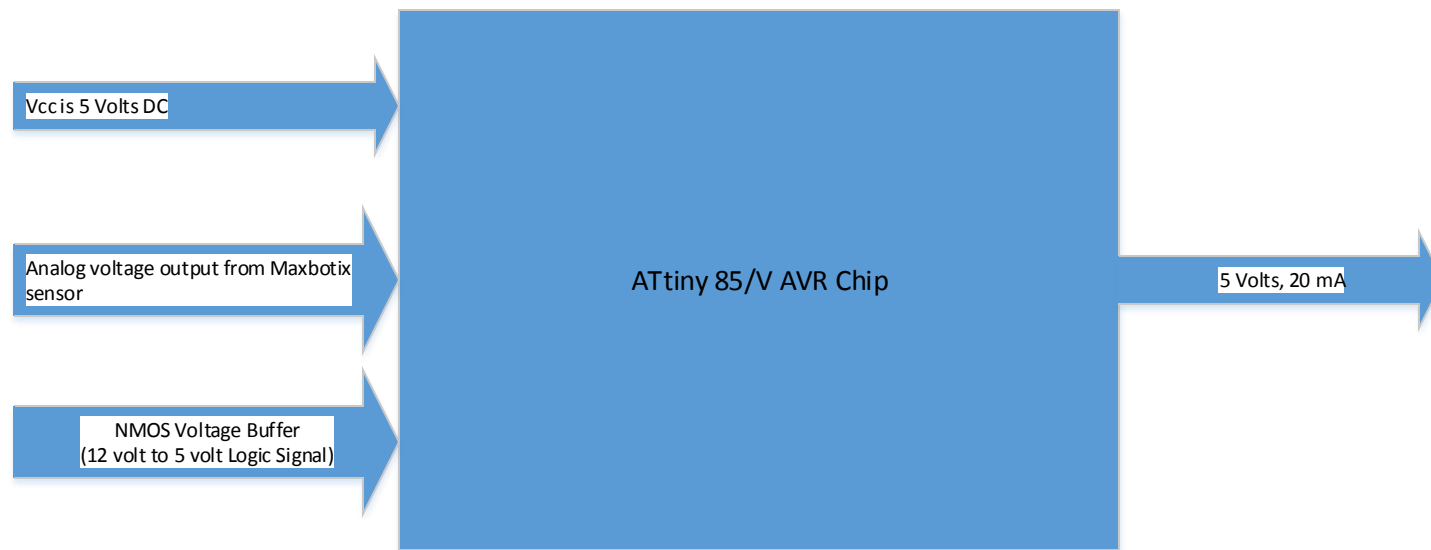 Vcc is 5 Volts DC
Analog voltage output from Maxbotix
sensor
NMOS Voltage Buffer
(12 volt to 5 volt Logic Signal)
ATtiny 85/V AVR Chip
5 Volts, 20 mA